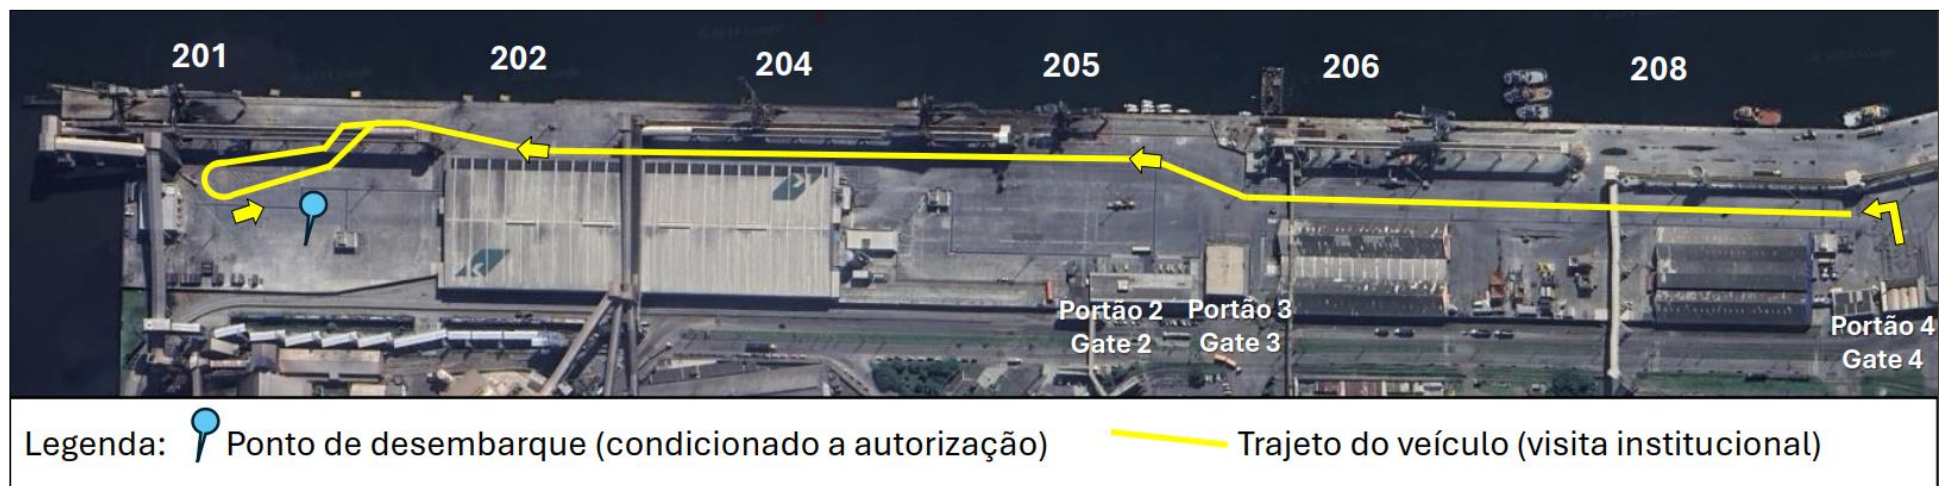 201
202
204
205
206
208
Portão 2
Gate 2
Portão 3
Gate 3
Portão 4
Gate 4
Legenda:
Ponto de desembarque (condicionado a autorização)
Trajeto do veículo (visita institucional)